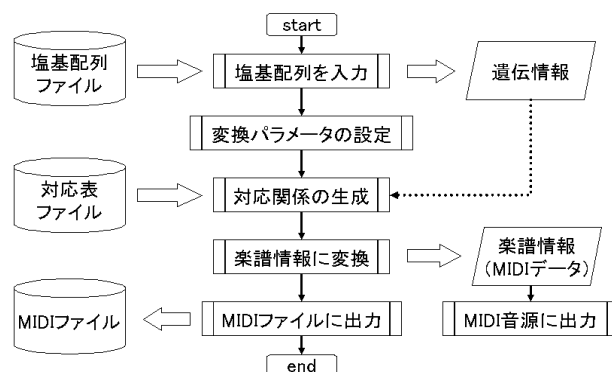 start
塩基配列
ファイル
塩基配列を入力
遺伝情報
変換パラメータの設定
対応表
ファイル
対応関係の生成
楽譜情報に変換
楽譜情報
(MIDIデータ)
MIDIファイル
MIDIファイルに出力
MIDI音源に出力
end